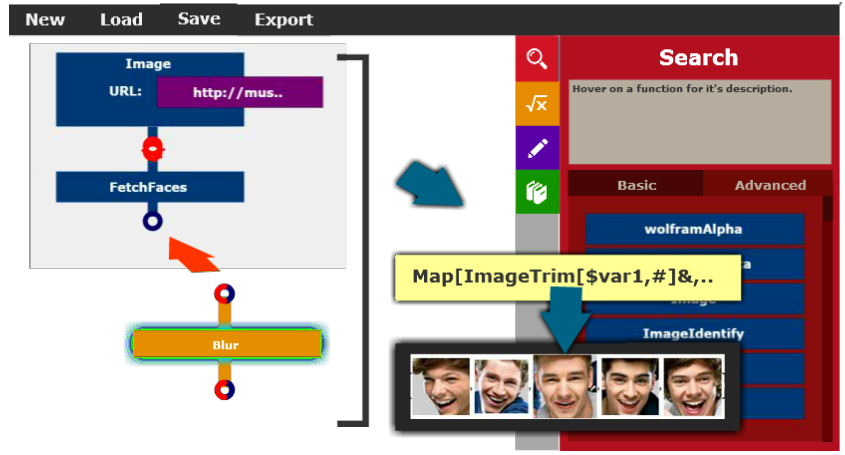 New Load Save Export
Image
URL: http://mus..
FetchFaces
Blur
Search
Hover on a function for it's description.
√x
Basic Advanced
wolframAlpha
Map[ImageTrim[$var1,#]&,..
Image
ImageIdentify